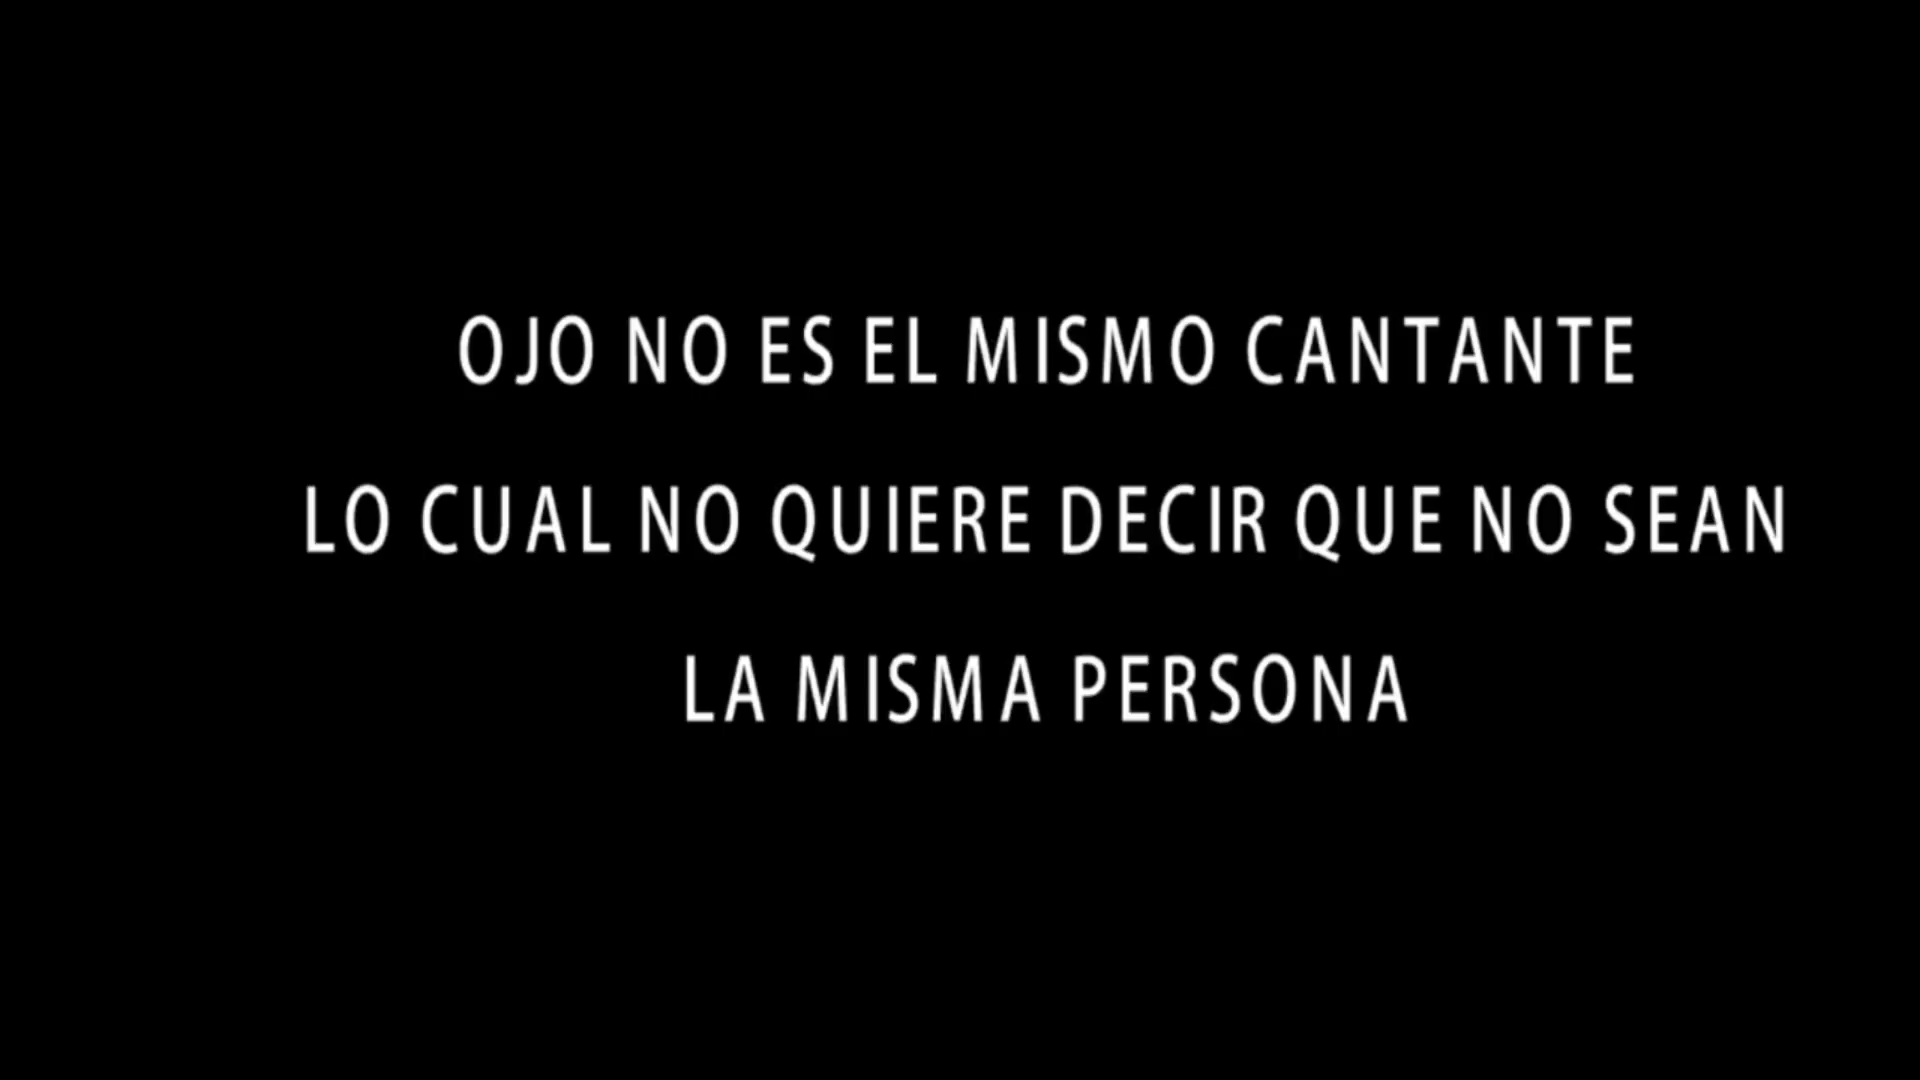 OJO NO ES EL MISMO CANTANTE
LO CUAL NO QUIERE DECIR QUE NO SEAN
LA MISMA PERSONA